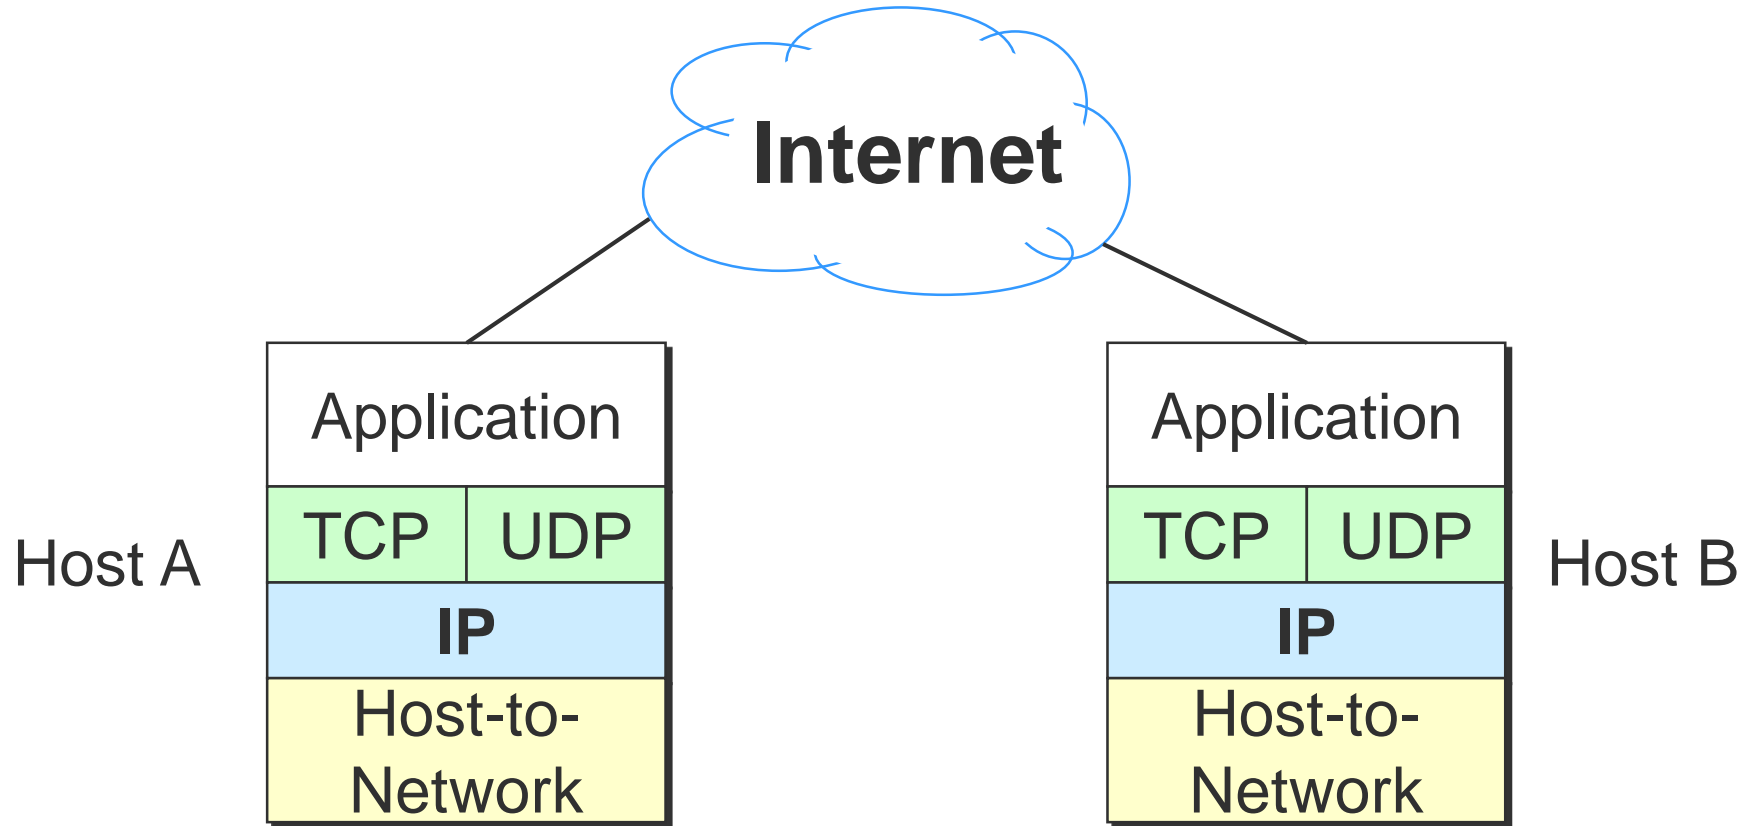 Internet
Host A
Application
TCP UDP
IP
Host-to-
Network
Application
TCP UDP
IP
Host-to-
Network
Host B